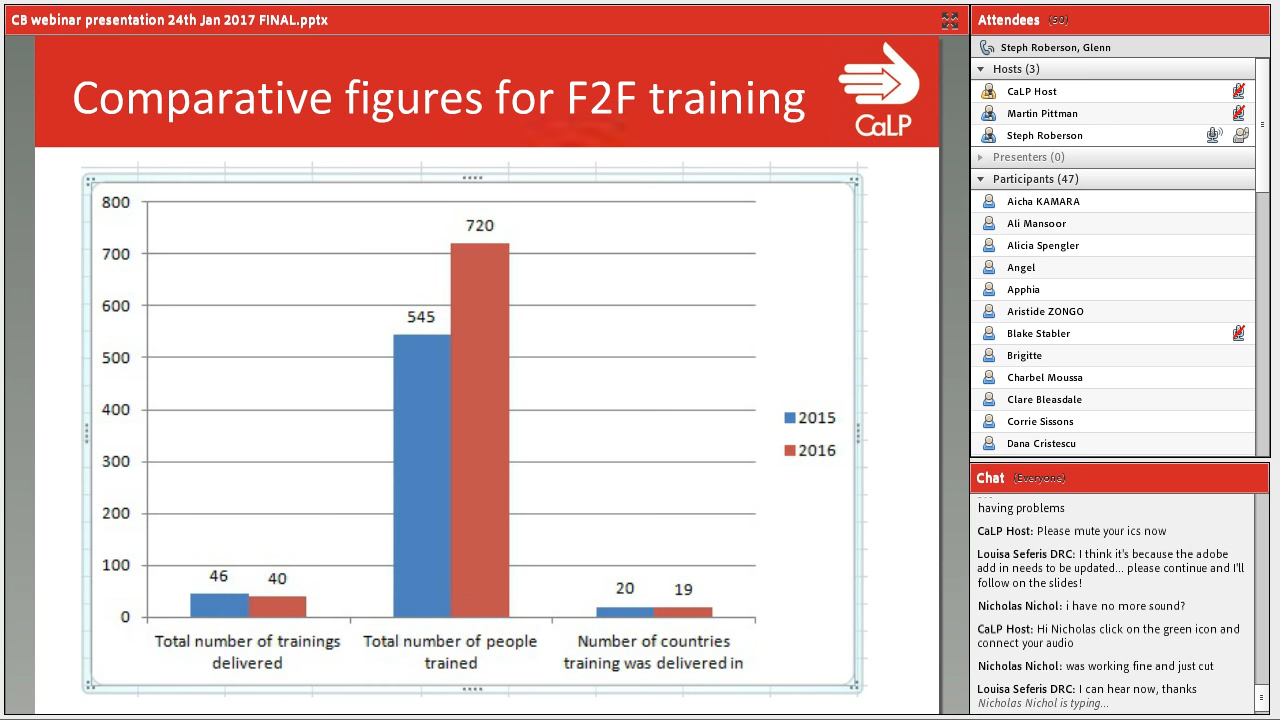 CB webinar presentation 24th Jan 2017 FINAL.pptx
Comparative figures for F2F training
CaLP
800
700
600
500
400
300
200
100
0
46
40
545
720
20
19
Total number of trainings
delivered
Total number of people
trained
Number of countries
training was delivered in
2015
2016
Attendees (50)
Steph Roberson, Glenn
Hosts (3)
CaLP Host
Martin Pittman
Steph Roberson
Presenters (0)
Participants (47)
Aicha KAMARA
Ali Mansoor
Alicia Spengler
Angel
Apphia
Aristide ZONGO
Blake Stabler
Brigitte
Charbel Moussa
Clare Bleasdale
Corrie Sissons
Dana Cristescu
Chat (Everyone)
having problems
CaLP Host: Please mute your ics now
Louisa Seferis DRC: I think it's because the adobe
add in needs to be updated... please continue and I'll
follow on the slides!
Nicholas Nichol: i have no more sound?
CaLP Host: Hi Nicholas click on the green icon and
connect your audio
Nicholas Nichol: was working fine and just cut
Louisa Seferis DRC: I can hear now, thanks
Nicholas Nichol is typing...